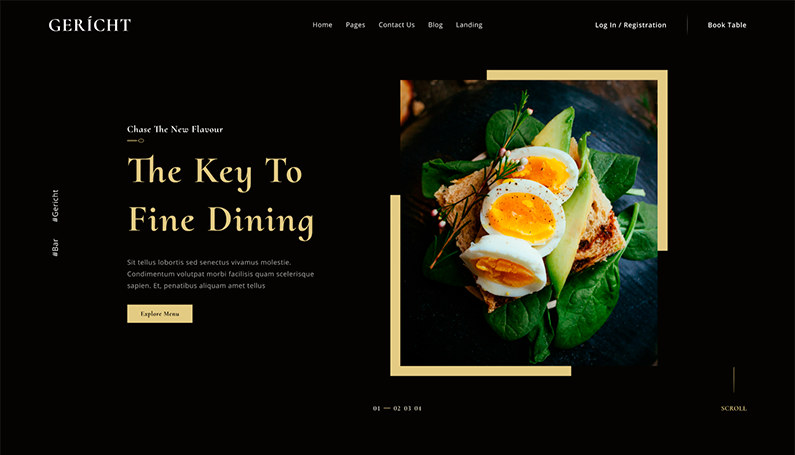 GERÍCHT
Home Pages Contact Us Blog Landing
Log In / Registration
Book Table
#Bar #Gericht
Chase The New Flavour
The Key To
Fine Dining
Sit tellus lobortis sed senectus vivamus molestie.
Condimentum volutpat morbi facilisis quam scelerisque
sapien. Et, penatibus aliquam amet tellus
Explore Menu
01 — 02 03 04
SCROLL